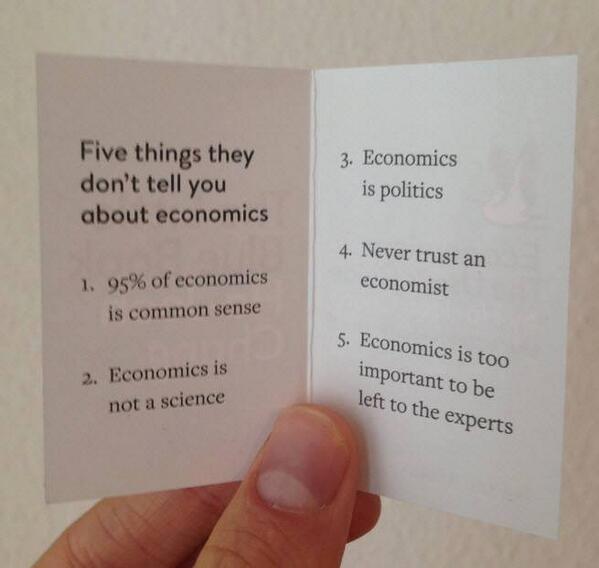 Five things they
don't tell you
about economics
1. 95% of economics
is common sense
2. Economics is
not a science
3. Economics
is politics
4. Never trust an
economist
5. Economics is too
important to be
left to the experts